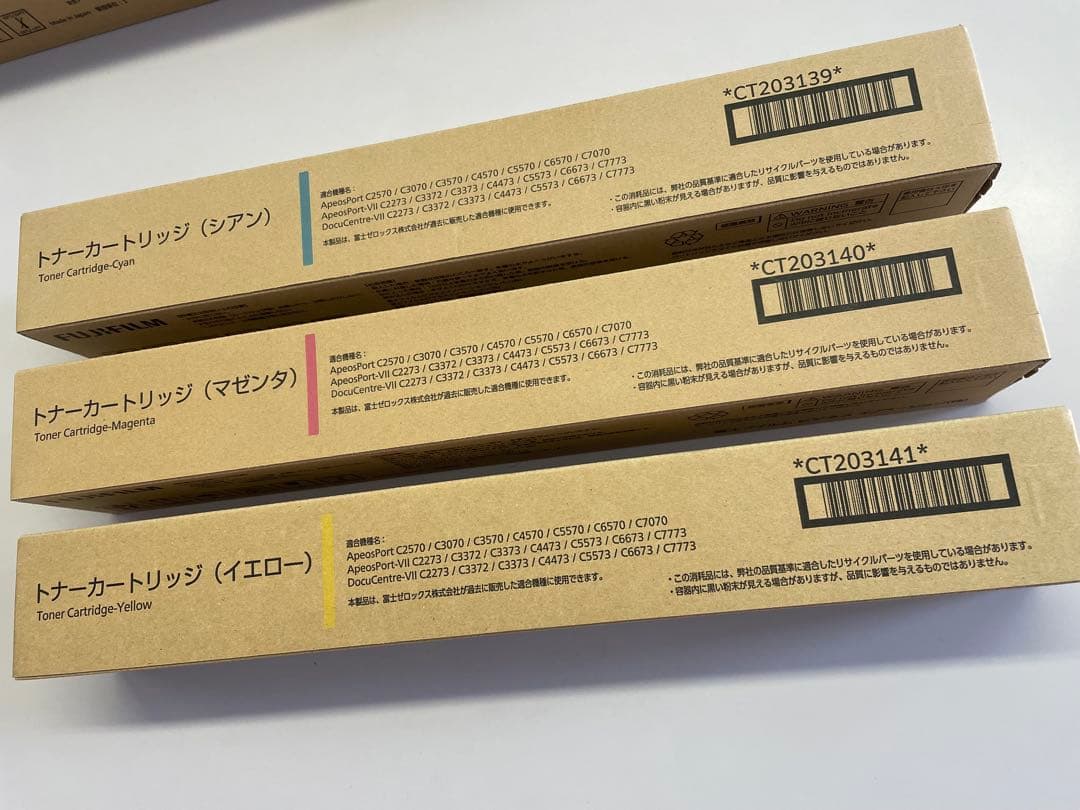 Made in Japan
*CT203139*
トナーカートリッジ（シアン）
Toner Cartridge-Cyan
適合機種名：
ApeosPort C2570 / C3070 / C3570 / C4570 / C5570 / C6570 / C7070
ApeosPort-VII C2273 / C3372 / C3373 / C4473 / C5573 / C6673 / C7773
DocuCentre-VII C2273 / C3372 / C3373 / C4473 / C5573 / C6673 / C7773
本製品は、富士ゼロックス株式会社が過去に販売した適合機種に使用できます。
・この消耗品には、弊社の品質基準に適合したリサイクルパーツを使用している場合があります。
・容器内に黒い粉末が見える場合がありますが、品質に影響を与えるものではありません。
FUJIFILM
WARNING 警告
Do not incinerate
*CT203140*
トナーカートリッジ（マゼンタ）
Toner Cartridge-Magenta
適合機種名：
ApeosPort C2570 / C3070 / C3570 / C4570 / C5570 / C6570 / C7070
ApeosPort-VII C2273 / C3372 / C3373 / C4473 / C5573 / C6673 / C7773
DocuCentre-VII C2273 / C3372 / C3373 / C4473 / C5573 / C6673 / C7773
本製品は、富士ゼロックス株式会社が過去に販売した適合機種に使用できます。
・この消耗品には、弊社の品質基準に適合したリサイクルパーツを使用している場合があります。
・容器内に黒い粉末が見える場合がありますが、品質に影響を与えるものではありません。
FUJIFILM
*CT203141*
トナーカートリッジ（イエロー）
Toner Cartridge-Yellow
適合機種名：
ApeosPort C2570 / C3070 / C3570 / C4570 / C5570 / C6570 / C7070
ApeosPort-VII C2273 / C3372 / C3373 / C4473 / C5573 / C6673 / C7773
DocuCentre-VII C2273 / C3372 / C3373 / C4473 / C5573 / C6673 / C7773
本製品は、富士ゼロックス株式会社が過去に販売した適合機種に使用できます。
・この消耗品には、弊社の品質基準に適合したリサイクルパーツを使用している場合があります。
・容器内に黒い粉末が見える場合がありますが、品質に影響を与えるものではありません。